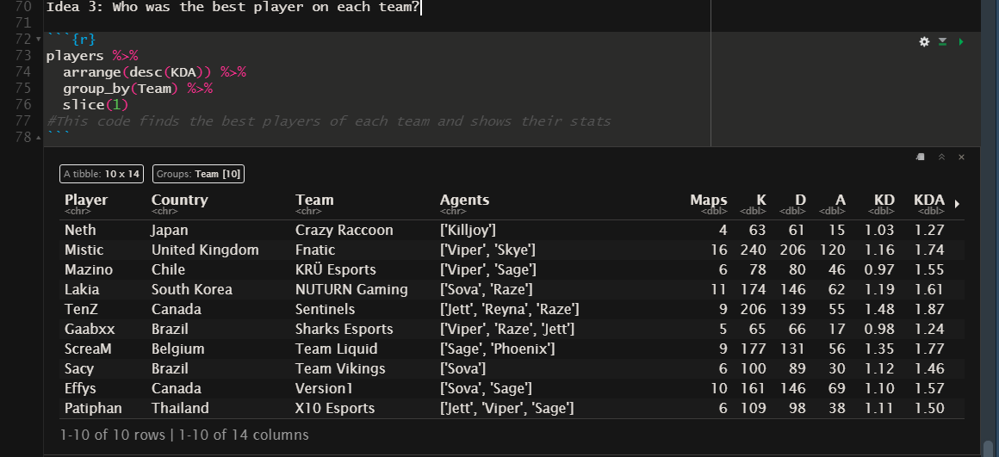 70 Idea 3: Who was the best player on each team?
71
72 ```{r}
73 players %>%
74   arrange(desc(KDA)) %>%
75   group_by(Team) %>%
76   slice(1)
77 #This code finds the best players of each team and shows their stats
78 ```
A tibble: 10 x 14 Groups: Team [10]
Player Country Team Agents Maps K D A KD KDA
<chr> <chr> <chr> <chr> <dbl> <dbl> <dbl> <dbl> <dbl> <dbl>
Neth Japan Crazy Raccoon ['Killjoy'] 4 63 61 15 1.03 1.27
Mistic United Kingdom Fnatic ['Viper', 'Skye'] 16 240 206 120 1.16 1.74
Mazino Chile KRÜ Esports ['Viper', 'Sage'] 6 78 80 46 0.97 1.55
Lakia South Korea NUTURN Gaming ['Sova', 'Raze'] 11 174 146 62 1.19 1.61
TenZ Canada Sentinels ['Jett', 'Reyna', 'Raze'] 9 206 139 55 1.48 1.87
Gaabxx Brazil Sharks Esports ['Viper', 'Raze', 'Jett'] 5 65 66 17 0.98 1.24
ScreaM Belgium Team Liquid ['Sage', 'Phoenix'] 9 177 131 56 1.35 1.77
Sacy Brazil Team Vikings ['Sova'] 6 100 89 30 1.12 1.46
Effys Canada Version1 ['Sova', 'Sage'] 10 161 146 69 1.10 1.57
Patiphan Thailand X10 Esports ['Jett', 'Viper', 'Sage'] 6 109 98 38 1.11 1.50
1-10 of 10 rows | 1-10 of 14 columns